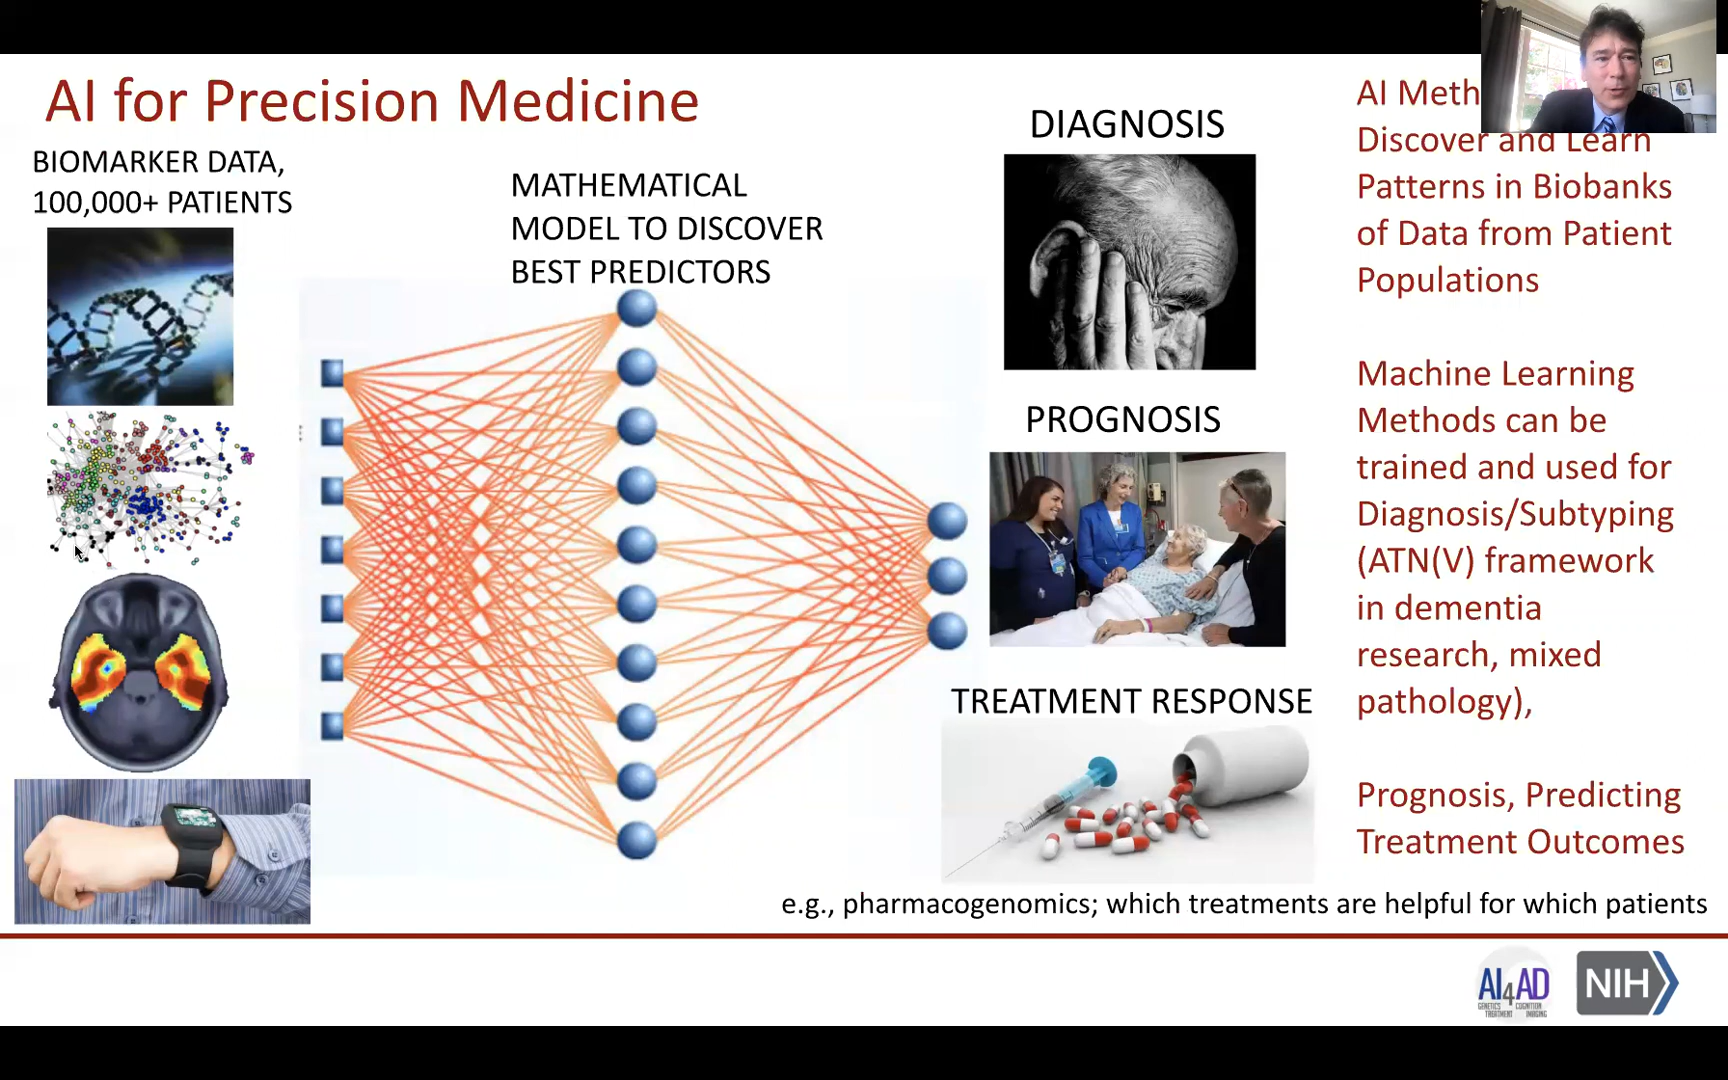 AI for Precision Medicine
BIOMARKER DATA,
100,000+ PATIENTS
MATHEMATICAL
MODEL TO DISCOVER
BEST PREDICTORS
DIAGNOSIS
PROGNOSIS
TREATMENT RESPONSE
AI
Discover and Learn
Patterns in Biobanks
of Data from Patient
Populations
Machine Learning
Methods can be
trained and used for
Diagnosis/Subtyping
(ATN(V) framework
in dementia
research, mixed
pathology),
Prognosis, Predicting
Treatment Outcomes
e.g., pharmacogenomics; which treatments are helpful for which patients
AI4AD
GENETICS COGNITION
TREATMENT IMAGING
NIH